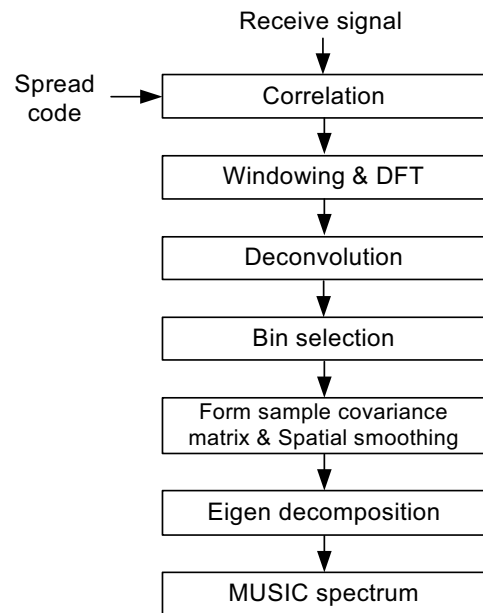 Receive signal
Spread
code
Correlation
Windowing & DFT
Deconvolution
Bin selection
Form sample covariance
matrix & Spatial smoothing
Eigen decomposition
MUSIC spectrum